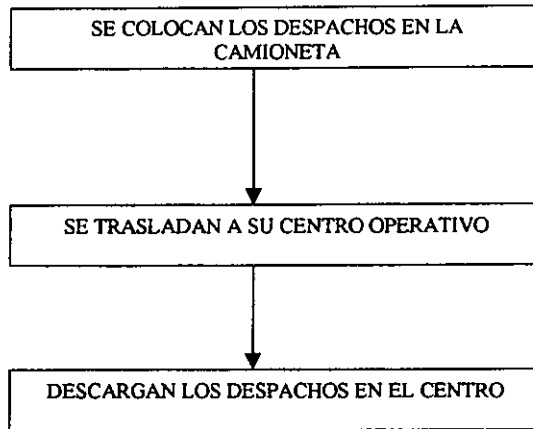 SE COLOCAN LOS DESPACHOS EN LA
CAMIONETA
SE TRASLADAN A SU CENTRO OPERATIVO
DESCARGAN LOS DESPACHOS EN EL CENTRO